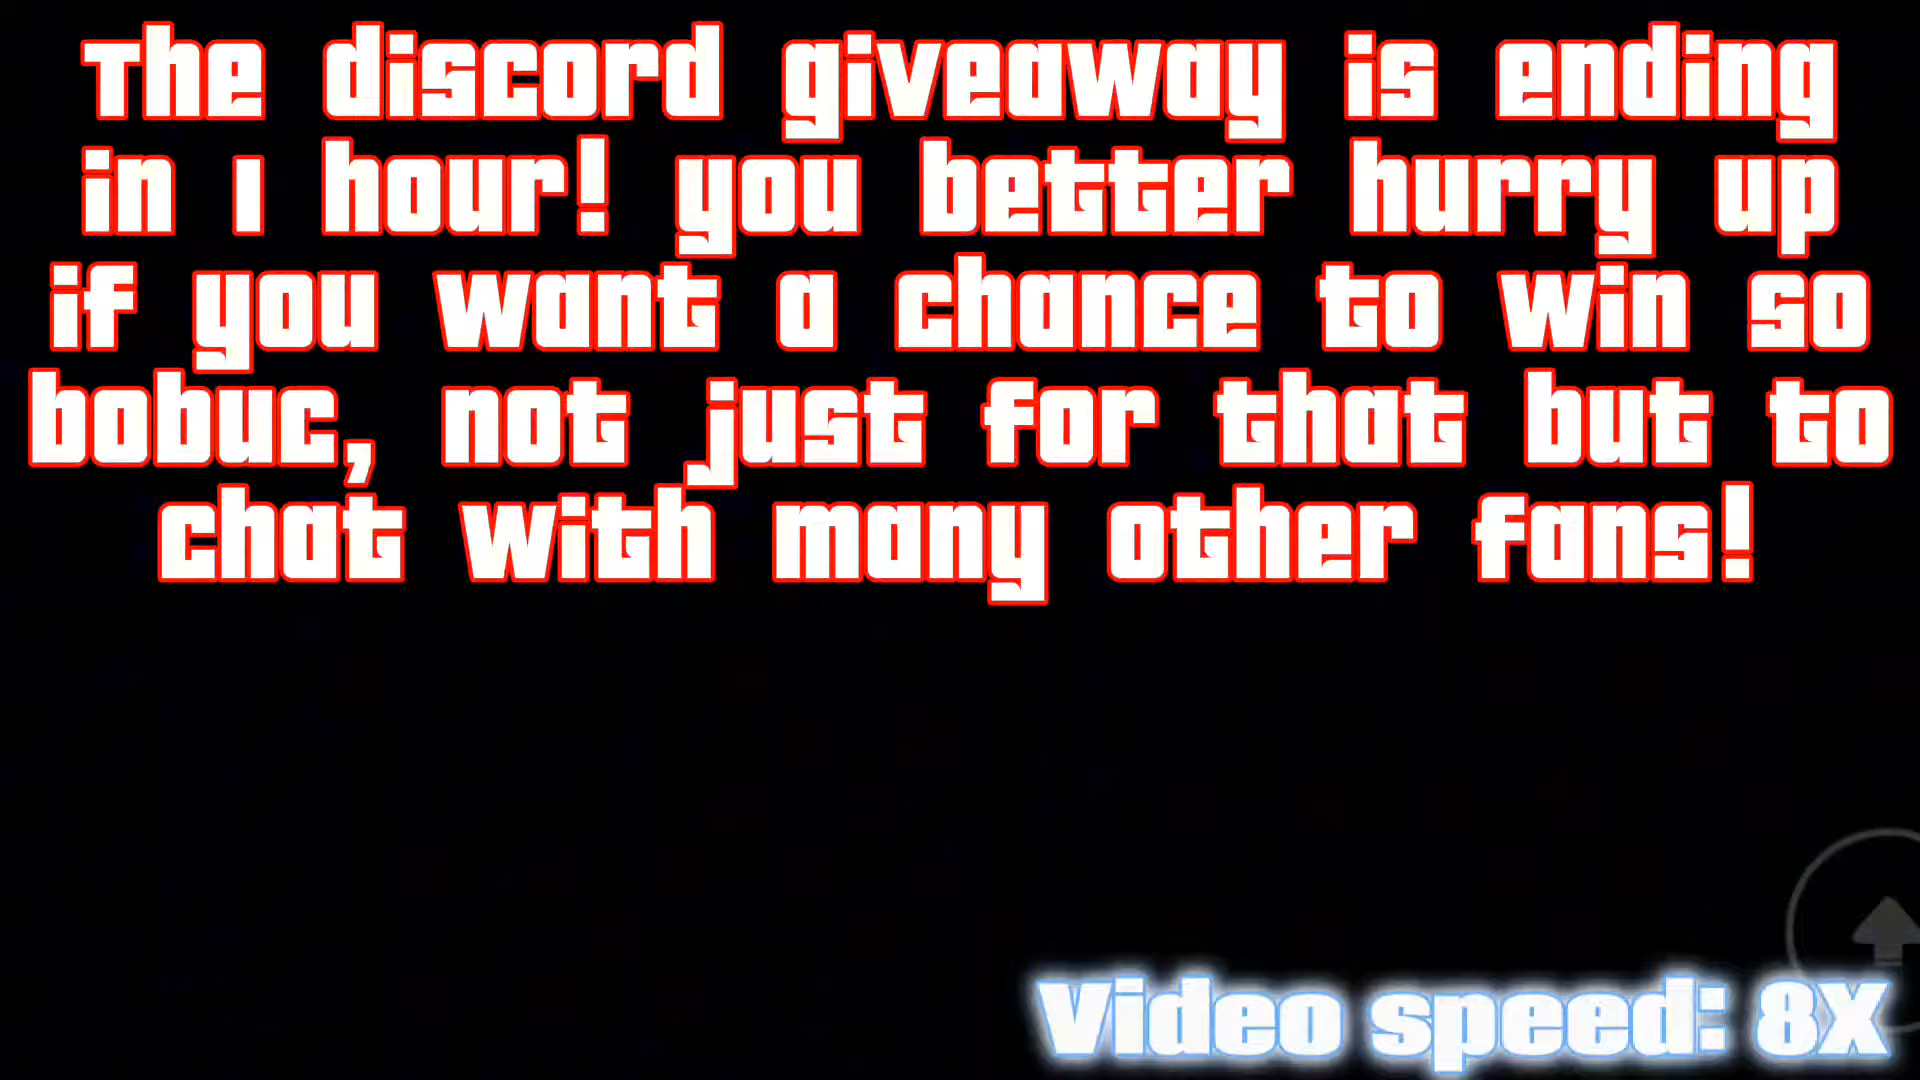 The discord giveaway is ending
in 1 hour! you better hurry up
if you want a chance to win so
bobuc, not just for that but to
chat with many other fans!
Video speed: 8X